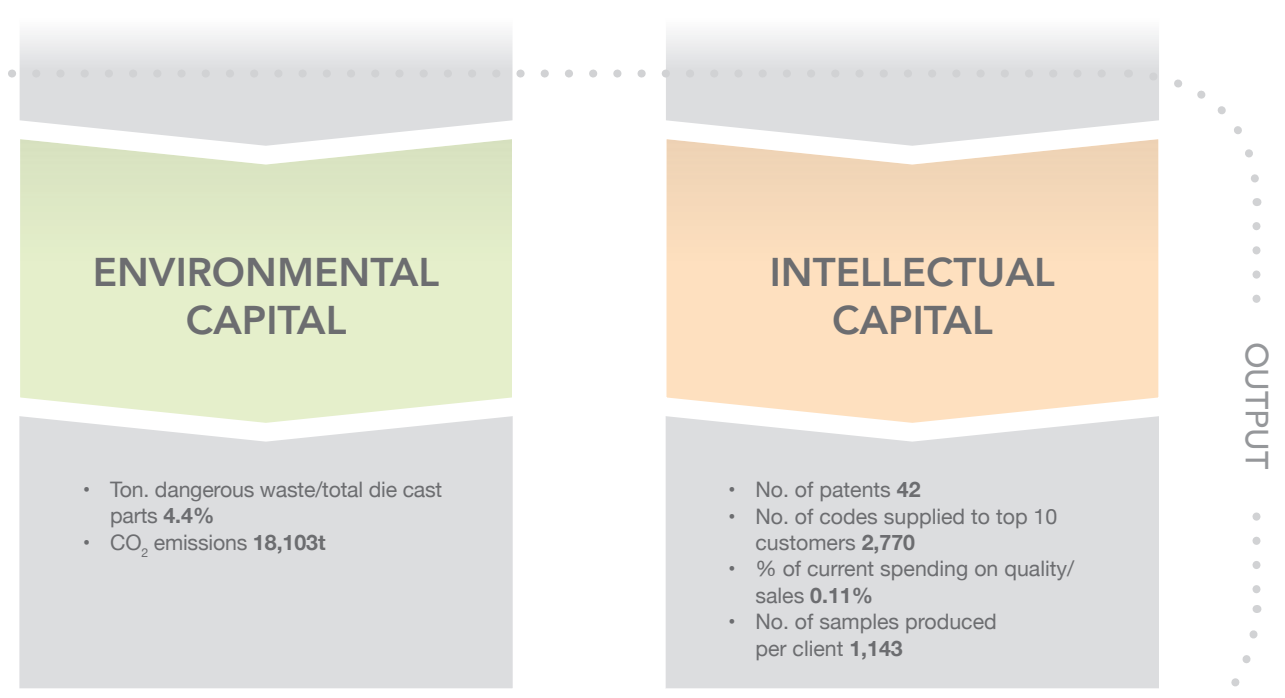 ENVIRONMENTAL
CAPITAL
• Ton. dangerous waste/total die cast
parts 4.4%
• CO₂ emissions 18,103t
INTELLECTUAL
CAPITAL
• No. of patents 42
• No. of codes supplied to top 10
customers 2,770
• % of current spending on quality/
sales 0.11%
• No. of samples produced
per client 1,143
OUTPUT